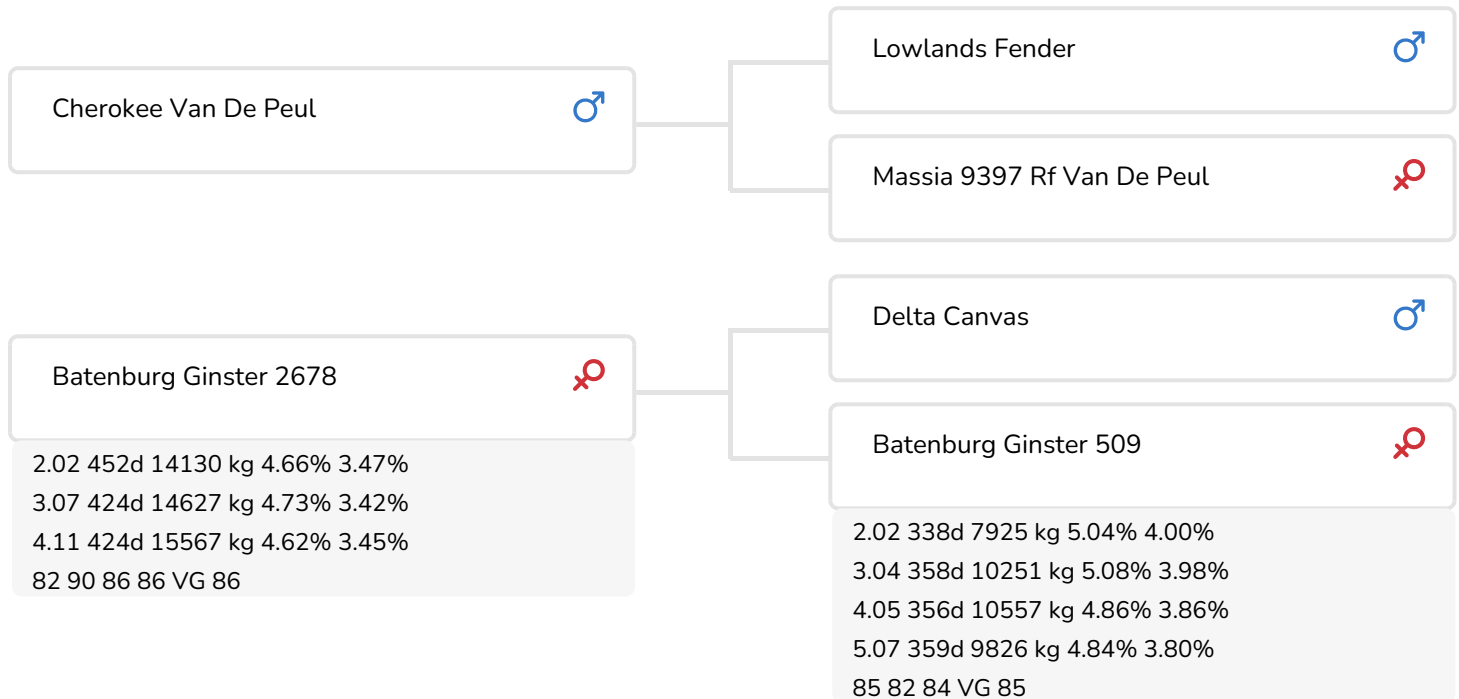 Cherokee Van De Peul
Lowlands Fender
Massia 9397 Rf Van De Peul
Batenburg Ginster 2678
2.02 452d 14130 kg 4.66% 3.47%
3.07 424d 14627 kg 4.73% 3.42%
4.11 424d 15567 kg 4.62% 3.45%
82 90 86 86 VG 86
Delta Canvas
Batenburg Ginster 509
2.02 338d 7925 kg 5.04% 4.00%
3.04 358d 10251 kg 5.08% 3.98%
4.05 356d 10557 kg 4.86% 3.86%
5.07 359d 9826 kg 4.84% 3.80%
85 82 84 VG 85